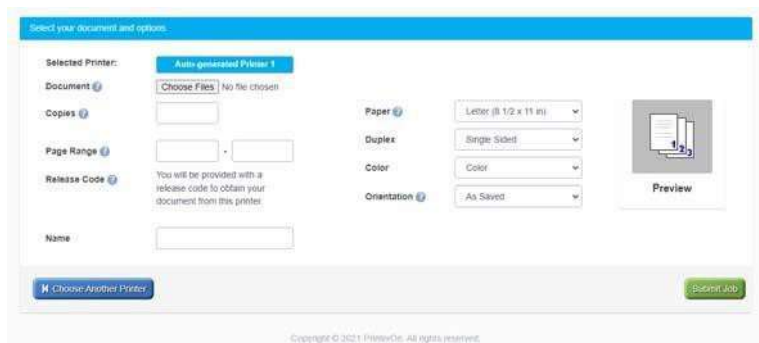 Select your document and options
Selected Printer:
Auto-generated Printer 1
Document
Choose Files No file chosen
Copies
Paper
Letter (8 1/2 x 11 in)
Duplex
Single Sided
Page Range
-
Color
Color
Release Code
You will be provided with a
release code to obtain your
document from this printer.
Orientation
As Saved
1 2 3
Preview
Name
Choose Another Printer
Submit Job
Copyright © 2021 PrinterOn. All rights reserved.